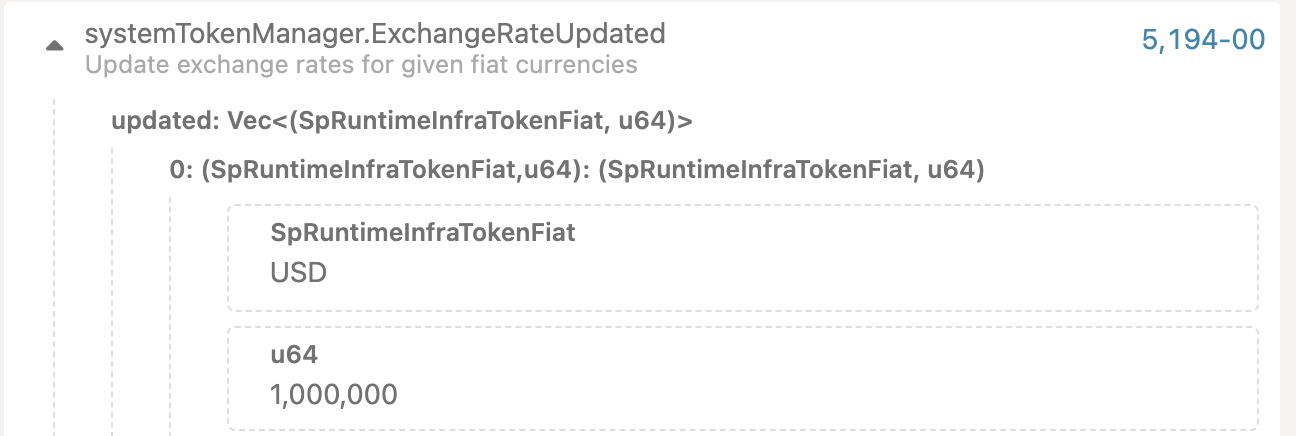 systemTokenManager.ExchangeRateUpdated
5,194-00
Update exchange rates for given fiat currencies
updated: Vec<(SpRuntimeInfraTokenFiat, u64)>
0: (SpRuntimeInfraTokenFiat,u64): (SpRuntimeInfraTokenFiat, u64)
SpRuntimeInfraTokenFiat
USD
u64
1,000,000